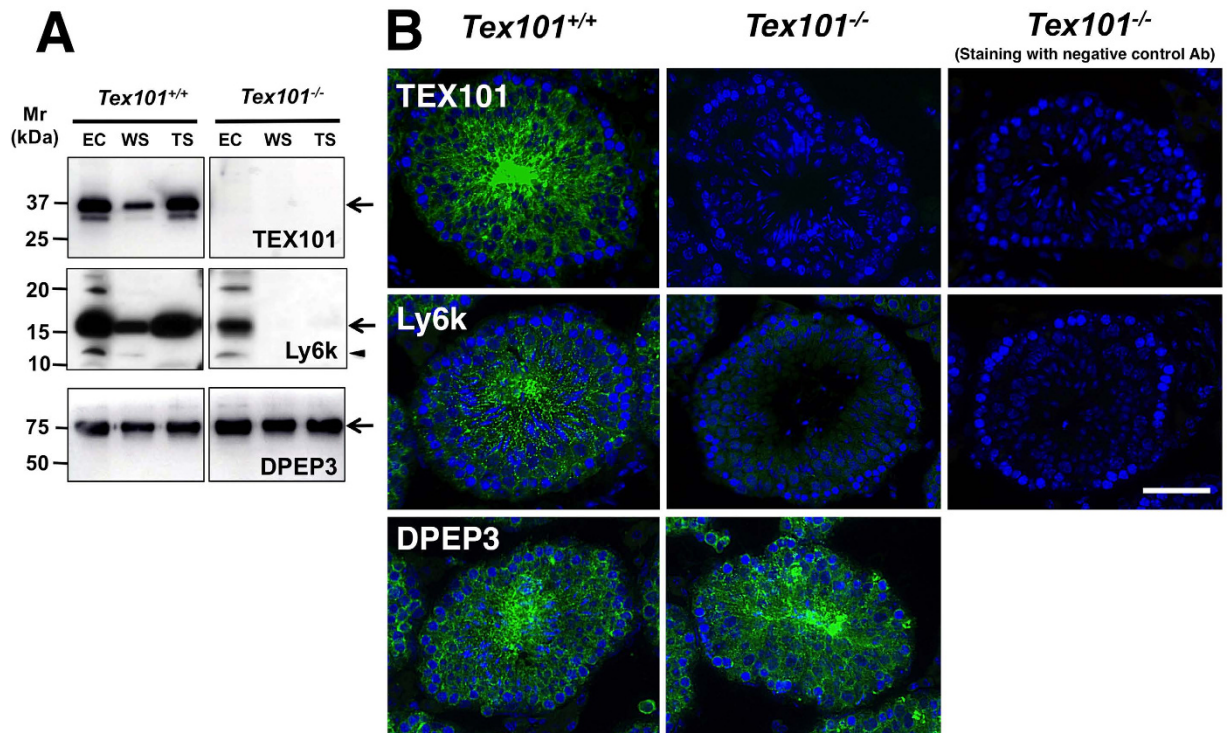 A
Tex101+/+ Tex101-/-
Mr
(kDa)
EC WS TS EC WS TS
37
25
TEX101
20
15
10
Ly6k
75
50
DPEP3
B
Tex101+/+ Tex101-/- Tex101-/-
(Staining with negative control Ab)
TEX101
Ly6k
DPEP3